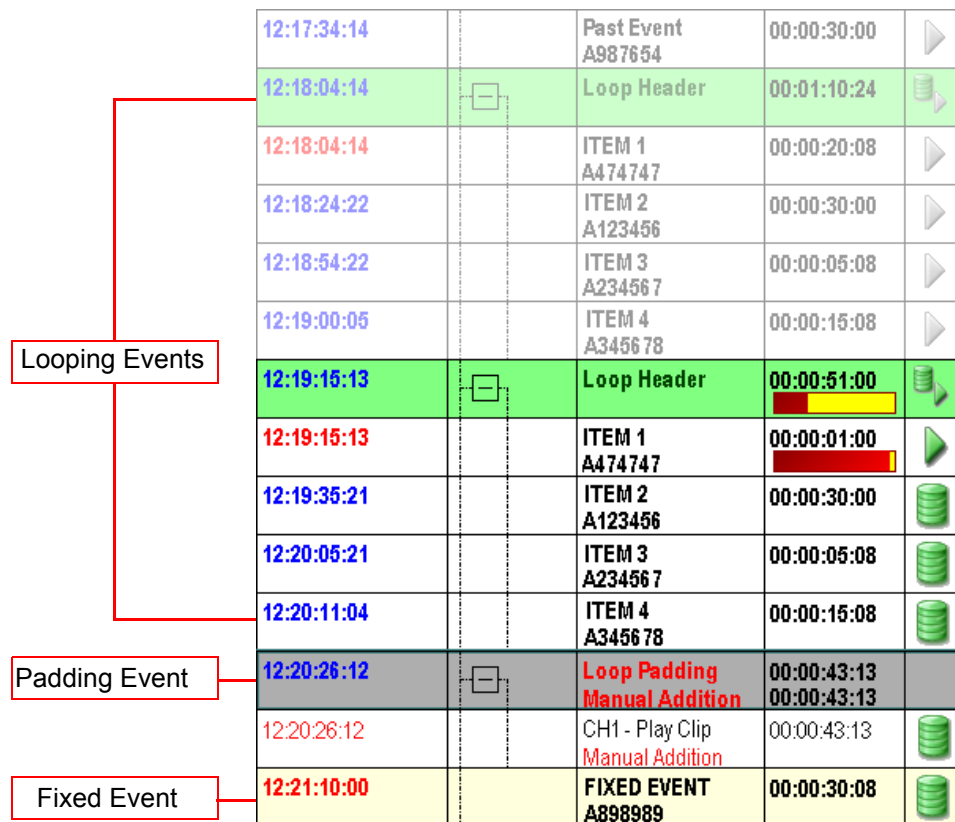 12:17:34:14 Past Event 00:00:30:00
A987654
12:18:04:14 Loop Header 00:01:10:24
12:18:04:14 ITEM 1 00:00:20:08
A474747
12:18:24:22 ITEM 2 00:00:30:00
A123456
12:18:54:22 ITEM 3 00:00:05:08
A234567
12:19:00:05 ITEM 4 00:00:15:08
A345678
Looping Events
12:19:15:13 Loop Header 00:00:51:00
12:19:15:13 ITEM 1 00:00:01:00
A474747
12:19:35:21 ITEM 2 00:00:30:00
A123456
12:20:05:21 ITEM 3 00:00:05:08
A234567
12:20:11:04 ITEM 4 00:00:15:08
A345678
Padding Event
12:20:26:12 Loop Padding 00:00:43:13
Manual Addition 00:00:43:13
12:20:26:12 CH1 - Play Clip 00:00:43:13
Manual Addition
Fixed Event
12:21:10:00 FIXED EVENT 00:00:30:08
A898989